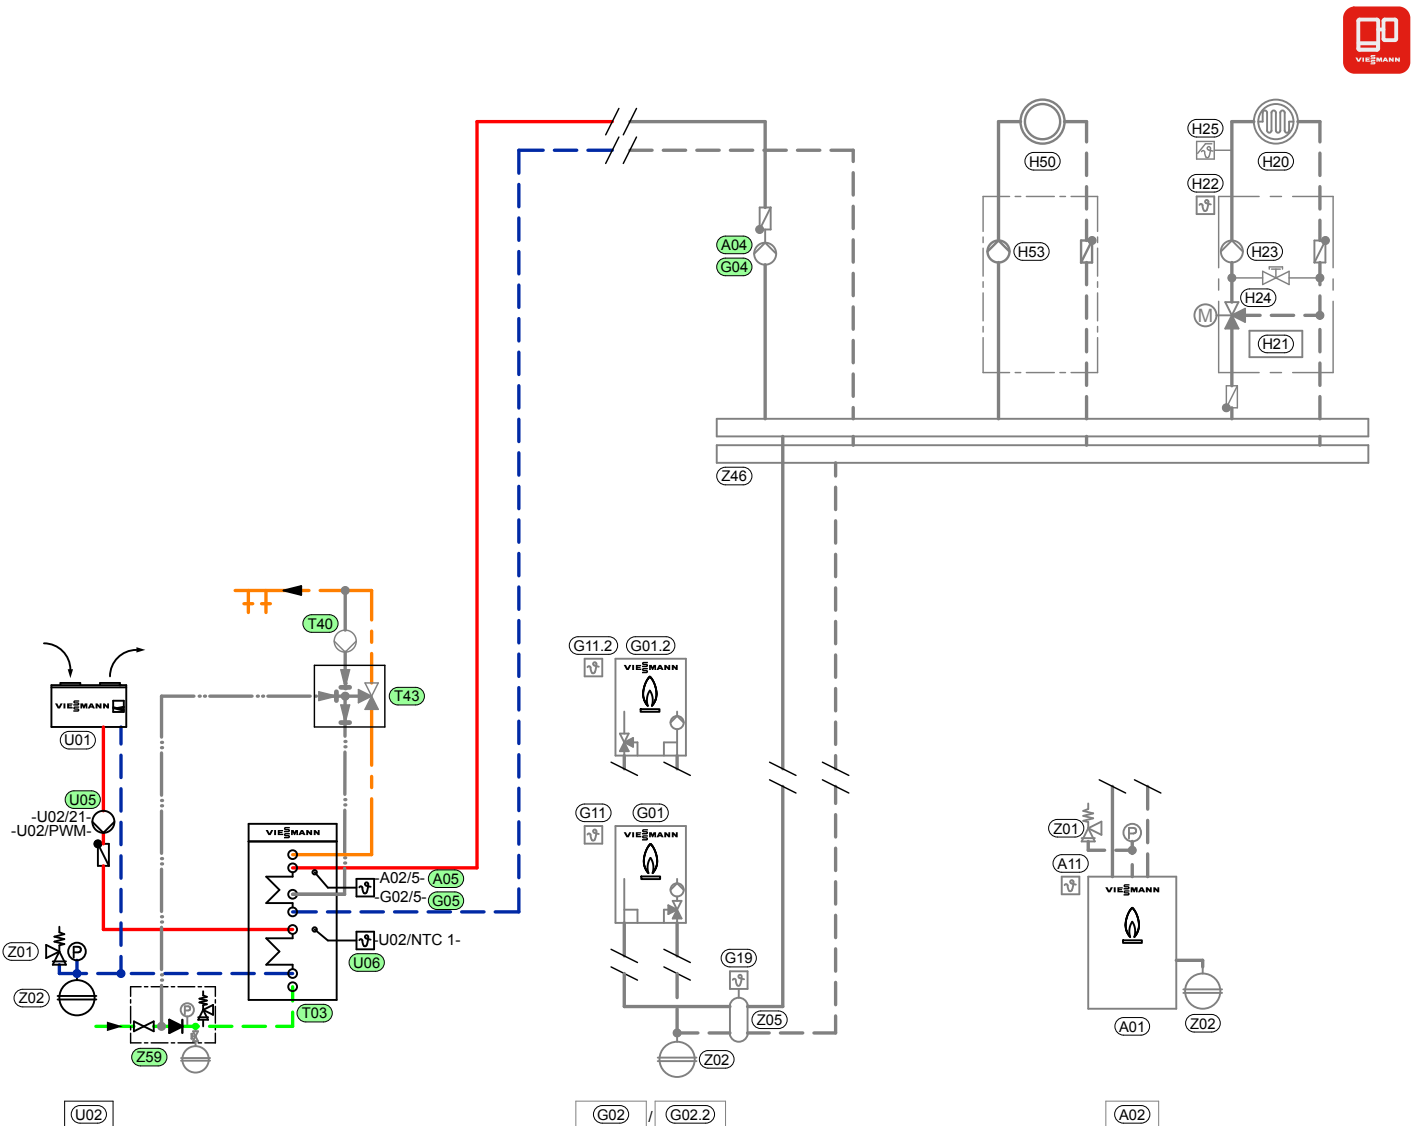 VIESMANN
H25
H50
H20
H22
A04
G04
H53
H23
H24
M
H21
Z46
T40
G11.2
G01.2
VIESMANN
T43
VIESMANN
U01
U05
-U02/21-
-U02/PWM-
G11
G01
VIESMANN
VIESMANN
Z01
P
A11
VIESMANN
-A02/5-
A05
-G02/5-
G05
-U02/NTC 1-
U06
Z01
P
Z02
G19
T03
P
Z05
A01
Z02
Z59
Z02
U02
G02
/
G02.2
A02